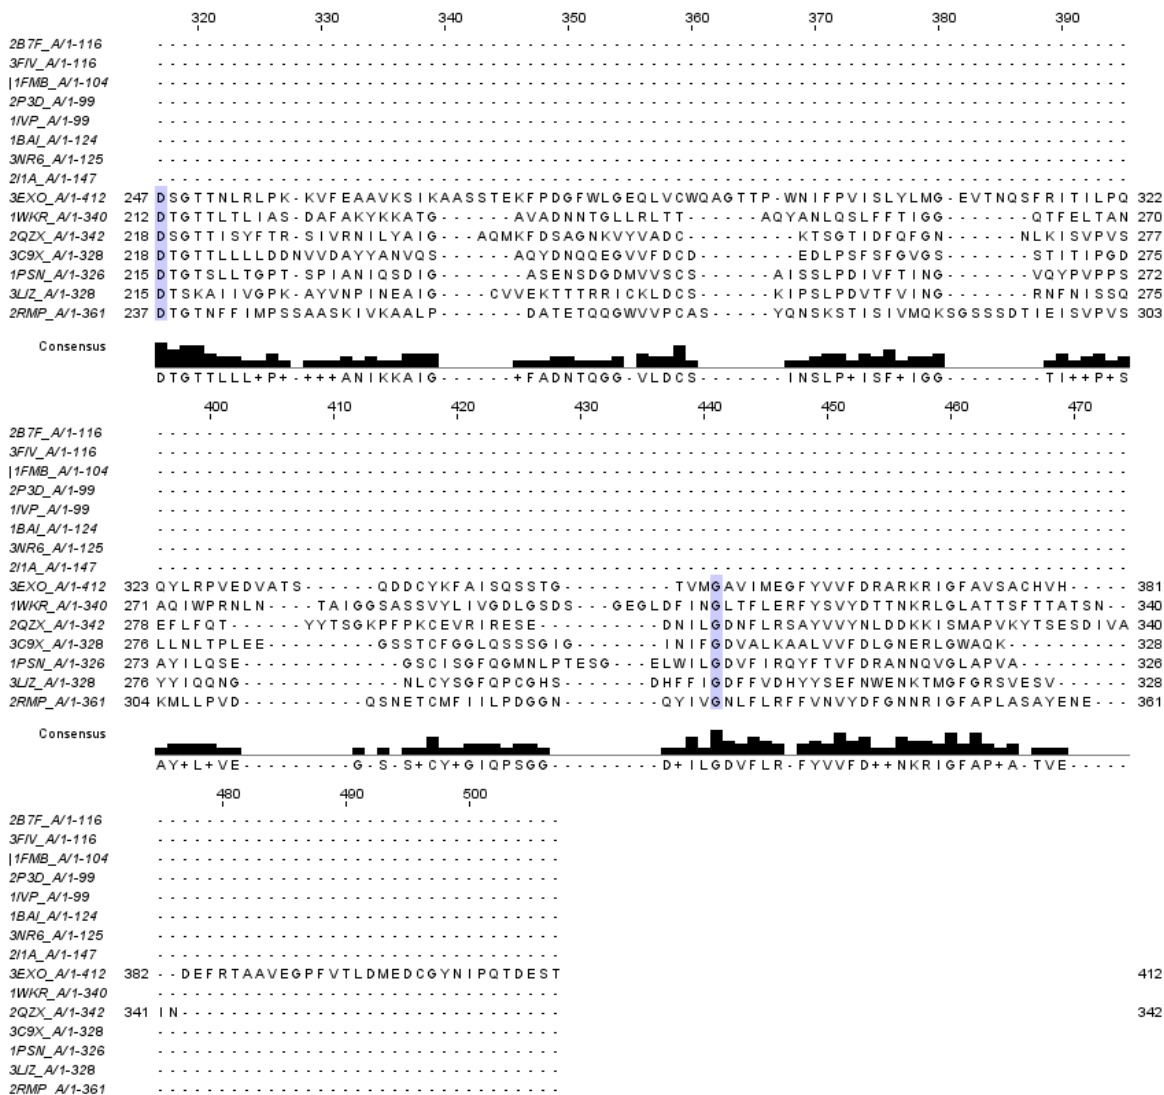 320 330 340 350 360 370 380 390
2B7F_A/1-116 -------------------------------------------------------------------------------
3FIV_A/1-116 -------------------------------------------------------------------------------
|1FMB_A/1-104 -------------------------------------------------------------------------------
2P3D_A/1-99 -------------------------------------------------------------------------------
1IVP_A/1-99 -------------------------------------------------------------------------------
1BAI_A/1-124 -------------------------------------------------------------------------------
3NR6_A/1-125 -------------------------------------------------------------------------------
2I1A_A/1-147 -------------------------------------------------------------------------------
3EXO_A/1-412 247 DSGTTNLRLPK-KVFEAAVKSIKAASSTEKFPDGFWLGEQLVCWQAGTTP-WNIFPVISLYLMG-EVTNQSFRITILPQ 322
1WKR_A/1-340 212 DTGTTLTLIAS-DAFAKYKKATG------AVADNNTGLLRLTT------AQYANLQSLFFTIGG-------QTFELTAN 270
2QZX_A/1-342 218 DSGTTISYFTR-SIVRNILYAIG---AQMKFDSAGNKVYVADC-------KTSGTIDFQFGN------NLKISVPVS 277
3C9X_A/1-328 218 DTGTTLLLLDDNVVDAYYANVQS------AQYDNQQEGVVFDCD------EDLPSFSFGVGS-------STITIPGD 275
1PSN_A/1-326 215 DTGTSLLTGPT-SPIANIQSDIG------ASENSDGDMVVSCS-------AISSLPDIVFTING------VQYPVPPS 272
3LIZ_A/1-328 215 DTSKAIIVGPK-AYVNPINEAIG----CVVEKTTTRRICKLDCS------KIPSLPDVTFVING------RNFNISSQ 275
2RMP_A/1-361 237 DTGTNFFIMPSSAASKIVKAALP------DATETQQGWVVPCAS------YQNSKSTISIVMQKSGSSSDTIEISVPVS 303
Consensus
DTGTTLLL+P+-+++ANIKKAIG------+FADNTQGG-VLDCS-------INSLP+ISF+IGG--------TI++P+S
400 410 420 430 440 450 460 470
2B7F_A/1-116 -------------------------------------------------------------------------------
3FIV_A/1-116 -------------------------------------------------------------------------------
|1FMB_A/1-104 -------------------------------------------------------------------------------
2P3D_A/1-99 -------------------------------------------------------------------------------
1IVP_A/1-99 -------------------------------------------------------------------------------
1BAI_A/1-124 -------------------------------------------------------------------------------
3NR6_A/1-125 -------------------------------------------------------------------------------
2I1A_A/1-147 -------------------------------------------------------------------------------
3EXO_A/1-412 323 QYLRPVEDVATS------QDDCYKFAISQSSTG---------TVMGAVIMEGFYVVFDRARKRIGFAVSACHVH----- 381
1WKR_A/1-340 271 AQIWPRNLN----TAIGGSASSVYLIVGDLGSDS----GEGLDFINGLTFLERFYSVYDTTNKRLGLATTSFTTATSN- 340
2QZX_A/1-342 278 EFLFQT-------YYTSGKPFPKCEVRIRESE----------DNILGDNFLRSAYVVYNLDDKKISMAPVKYTSESDIVA 340
3C9X_A/1-328 276 LLNLTPLEE---------GSSTCFGGLQSSSGIG--------INIFGDVALKAALVVFDLGNERLGWAQK--------- 328
1PSN_A/1-326 273 AYILQSE-------------GSCISGFQGMNLPTESG----ELWILGDVFIRQYFTVFDRANNQVGLAPVA-------- 326
3LIZ_A/1-328 276 YYIQQNG-------------NLCYSGFQPCGHS-------DHFFIGDFFVDHYYSEFNWENKTMGFGRSVESV------ 328
2RMP_A/1-361 304 KMLLPVD----------QSNETCMFIILPDGGN--------QYIVGNLFLRFFVNVYDFGNNRIGFAPLASAYENE--- 361
Consensus
AY+L+VE---------G-S-S+CY+GIQPSGG---------D+ILGDVFLR-FYVVFD++NKRIGFAP+A-TVE-----
480 490 500
2B7F_A/1-116 ---------------------------------
3FIV_A/1-116 ---------------------------------
|1FMB_A/1-104 ---------------------------------
2P3D_A/1-99 ---------------------------------
1IVP_A/1-99 ---------------------------------
1BAI_A/1-124 ---------------------------------
3NR6_A/1-125 ---------------------------------
2I1A_A/1-147 ---------------------------------
3EXO_A/1-412 382 --DEFRTAAVEGPFVTLDMEDCGYNIPQTDEST 412
1WKR_A/1-340 ---------------------------------
2QZX_A/1-342 341 IN------------------------------- 342
3C9X_A/1-328 ---------------------------------
1PSN_A/1-326 ---------------------------------
3LIZ_A/1-328 ---------------------------------
2RMP_A/1-361 ---------------------------------